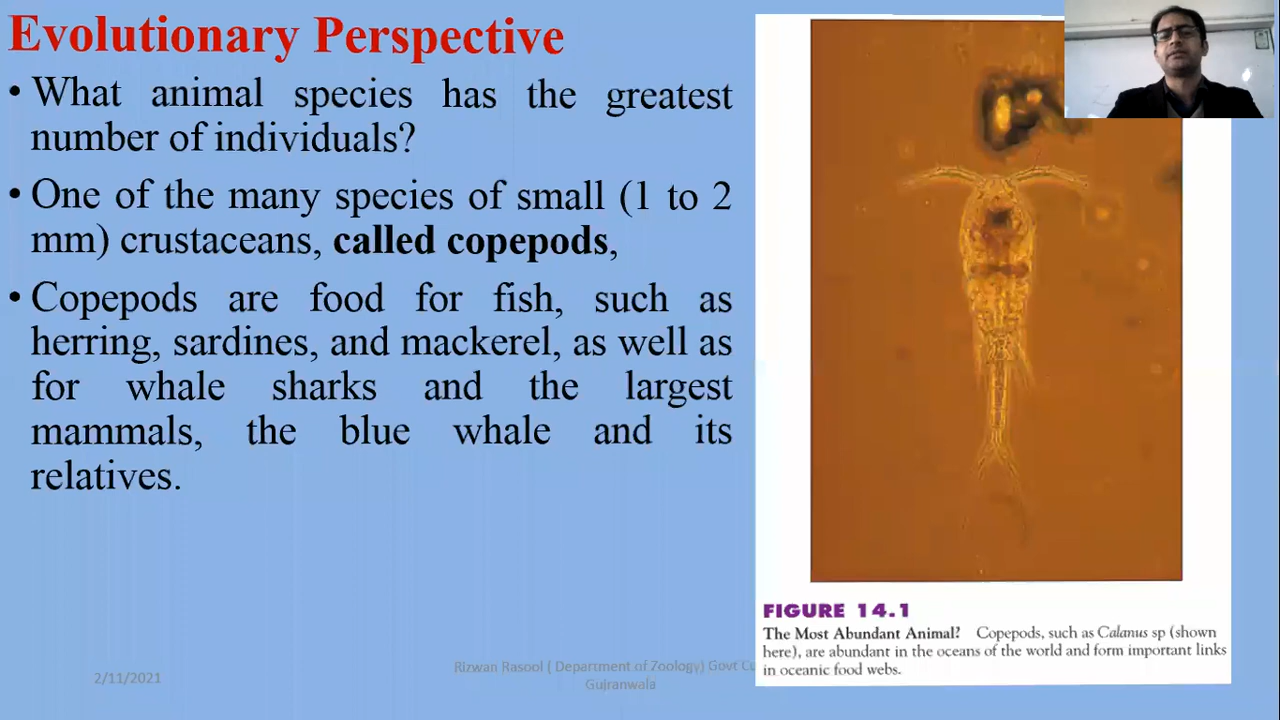 Evolutionary Perspective
• What animal species has the greatest
number of individuals?
• One of the many species of small (1 to 2
mm) crustaceans, called copepods,
• Copepods are food for fish, such as
herring, sardines, and mackerel, as well as
for whale sharks and the largest
mammals, the blue whale and its
relatives.
FIGURE 14.1
The Most Abundant Animal? Copepods, such as Calanus sp (shown
here), are abundant in the oceans of the world and form important links
in oceanic food webs.
2/11/2021
Rizwan Rasool ( Department of Zoology) Govt
Gujranwala